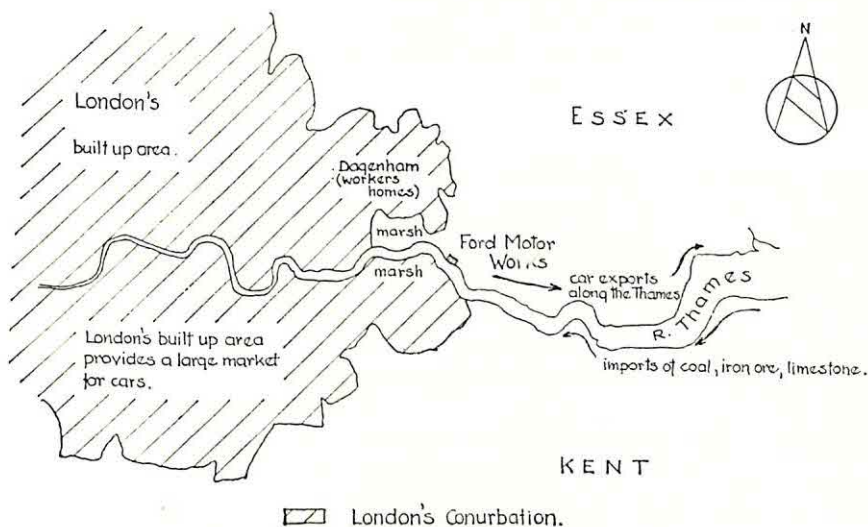 N
London's
built up area.
ESSEX
Dagenham
(workers
homes)
marsh
marsh
Ford Motor
Works
car exports
along the Thames
R. Thames
London's built up area
provides a large market
for cars.
imports of coal, iron ore, limestone.
KENT
London's Conurbation.